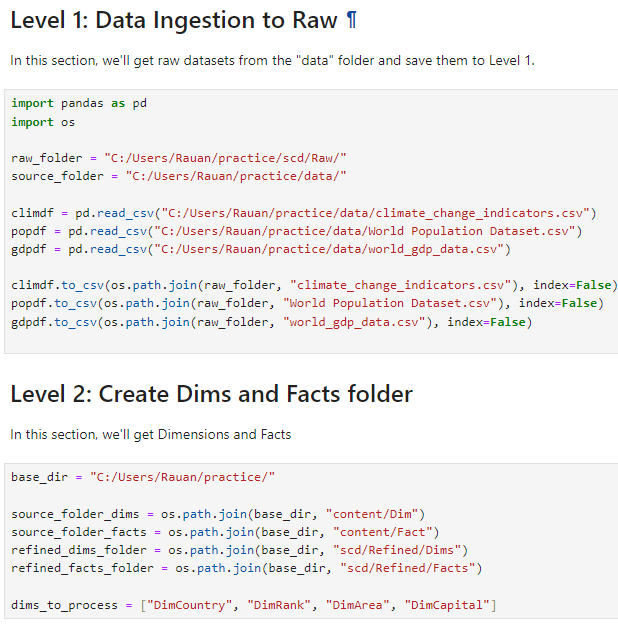 Level 1: Data Ingestion to Raw ¶
In this section, we'll get raw datasets from the "data" folder and save them to Level 1.
import pandas as pd
import os
raw_folder = "C:/Users/Rauan/practice/scd/Raw/"
source_folder = "C:/Users/Rauan/practice/data/"
climdf = pd.read_csv("C:/Users/Rauan/practice/data/climate_change_indicators.csv")
popdf = pd.read_csv("C:/Users/Rauan/practice/data/World Population Dataset.csv")
gdpdf = pd.read_csv("C:/Users/Rauan/practice/data/world_gdp_data.csv")
climdf.to_csv(os.path.join(raw_folder, "climate_change_indicators.csv"), index=False)
popdf.to_csv(os.path.join(raw_folder, "World Population Dataset.csv"), index=False)
gdpdf.to_csv(os.path.join(raw_folder, "world_gdp_data.csv"), index=False)
Level 2: Create Dims and Facts folder
In this section, we'll get Dimensions and Facts
base_dir = "C:/Users/Rauan/practice/"
source_folder_dims = os.path.join(base_dir, "content/Dim")
source_folder_facts = os.path.join(base_dir, "content/Fact")
refined_dims_folder = os.path.join(base_dir, "scd/Refined/Dims")
refined_facts_folder = os.path.join(base_dir, "scd/Refined/Facts")
dims_to_process = ["DimCountry", "DimRank", "DimArea", "DimCapital"]